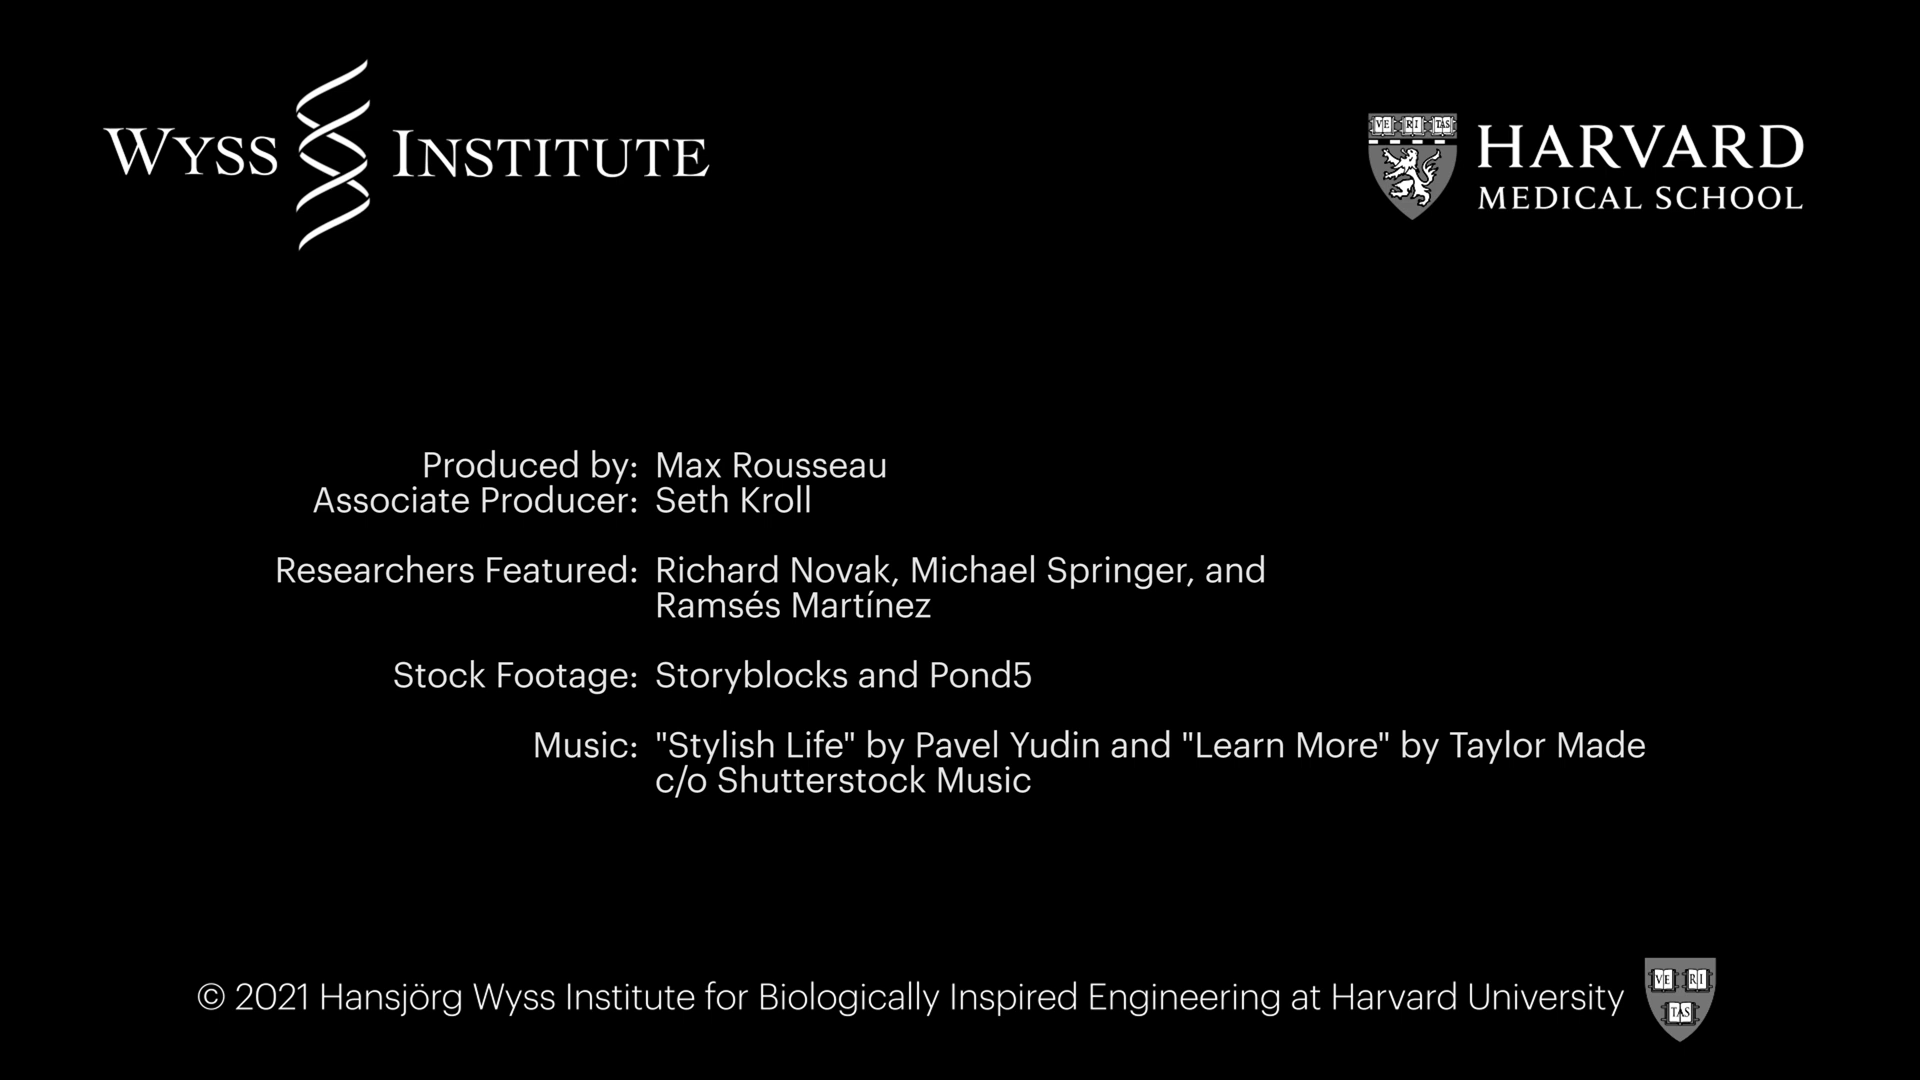 WYSS INSTITUTE
VE RI TAS
HARVARD
MEDICAL SCHOOL
Produced by: Max Rousseau
Associate Producer: Seth Kroll
Researchers Featured: Richard Novak, Michael Springer, and
Ramsés Martínez
Stock Footage: Storyblocks and Pond5
Music: "Stylish Life" by Pavel Yudin and "Learn More" by Taylor Made
c/o Shutterstock Music
© 2021 Hansjörg Wyss Institute for Biologically Inspired Engineering at Harvard University
VE RI
TAS